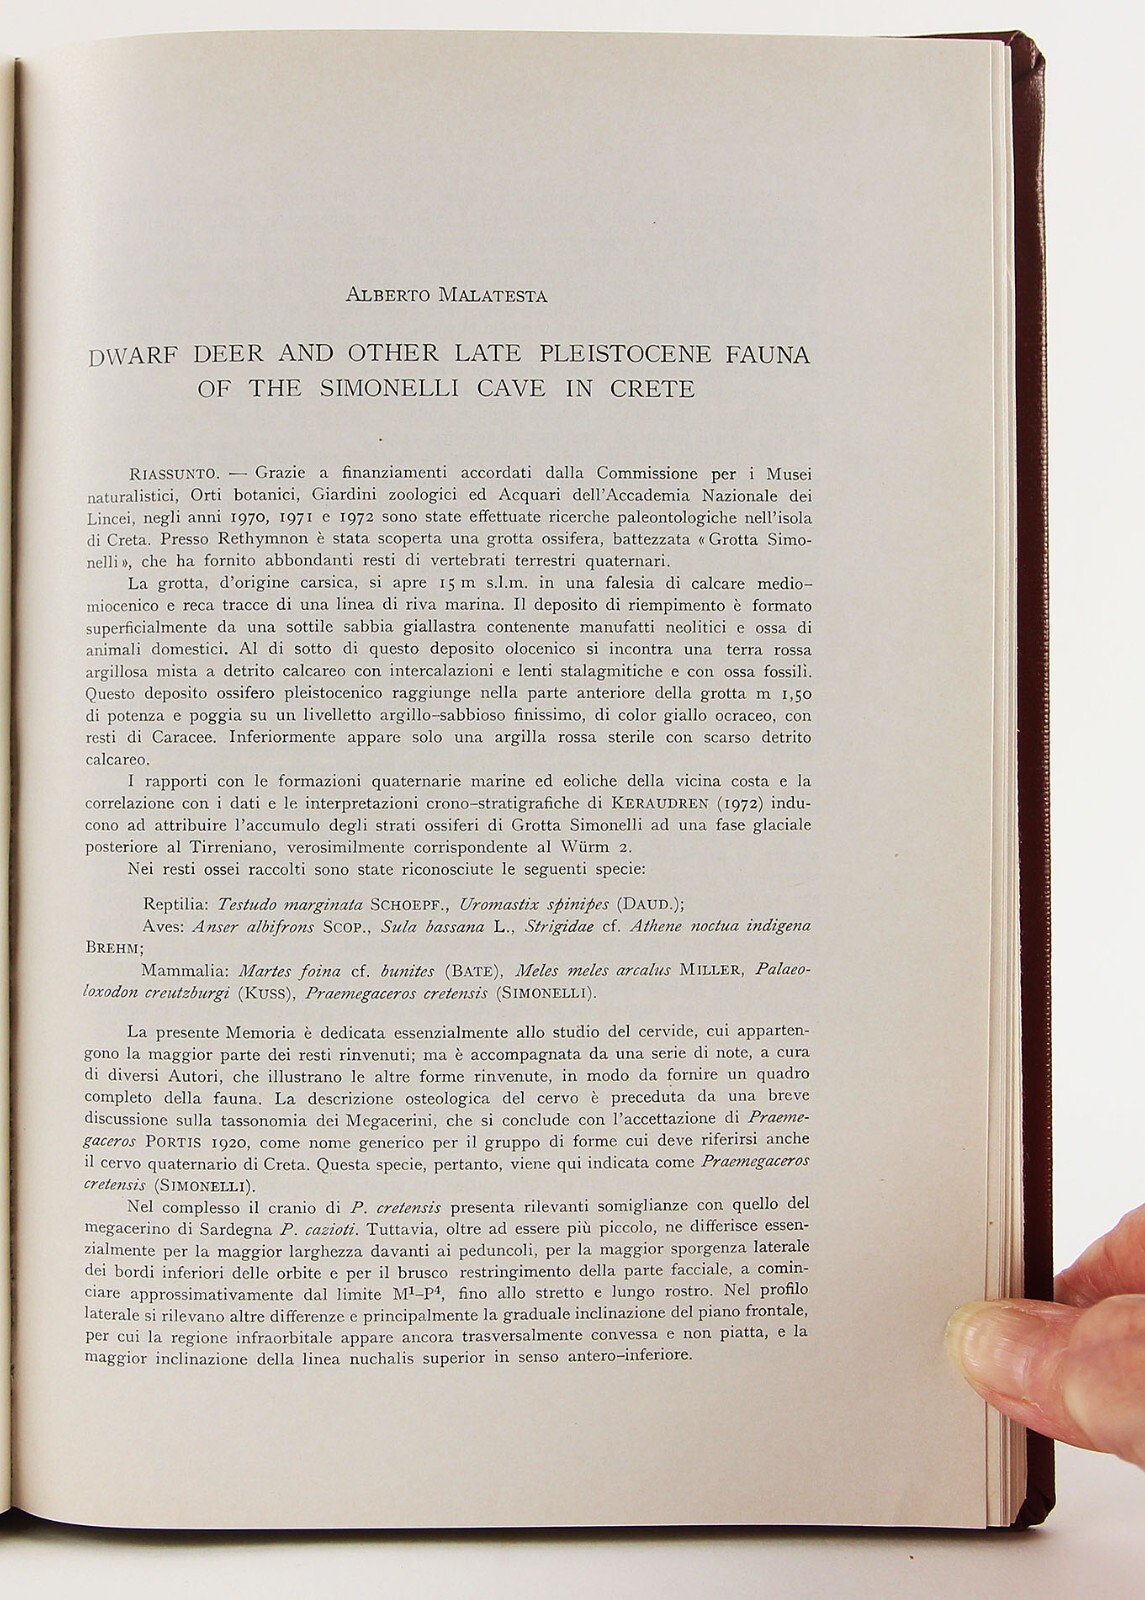 ALBERTO MALATESTA
DWARF DEER AND OTHER LATE PLEISTOCENE FAUNA
OF THE SIMONELLI CAVE IN CRETE
RIASSUNTO. — Grazie a finanziamenti accordati dalla Commissione per i Musei
naturalistici, Orti botanici, Giardini zoologici ed Acquari dell'Accademia Nazionale dei
Lincei, negli anni 1970, 1971 e 1972 sono state effettuate ricerche paleontologiche nell'isola
di Creta. Presso Rethymnon è stata scoperta una grotta ossifera, battezzata «Grotta Simo-
nelli», che ha fornito abbondanti resti di vertebrati terrestri quaternari.
La grotta, d'origine carsica, si apre 15 m s.l.m. in una falesia di calcare medio-
miocenico e reca tracce di una linea di riva marina. Il deposito di riempimento è formato
superficialmente da una sottile sabbia giallastra contenente manufatti neolitici e ossa di
animali domestici. Al di sotto di questo deposito olocenico si incontra una terra rossa
argillosa mista a detrito calcareo con intercalazioni e lenti stalagmitiche e con ossa fossili.
Questo deposito ossifero pleistocenico raggiunge nella parte anteriore della grotta m 1,50
di potenza e poggia su un livelletto argillo-sabbioso finissimo, di color giallo ocraceo, con
resti di Caracee. Inferiormente appare solo una argilla rossa sterile con scarso detrito
calcareo.
I rapporti con le formazioni quaternarie marine ed eoliche della vicina costa e la
correlazione con i dati e le interpretazioni crono-stratigrafiche di KERAUDREN (1972) indu-
cono ad attribuire l'accumulo degli strati ossiferi di Grotta Simonelli ad una fase glaciale
posteriore al Tirreniano, verosimilmente corrispondente al Würm 2.
Nei resti ossei raccolti sono state riconosciute le seguenti specie:
Reptilia: Testudo marginata SCHOEPF., Uromastix spinipes (DAUD.);
Aves: Anser albifrons SCOP., Sula bassana L., Strigidae cf. Athene noctua indigena
BREHM;
Mammalia: Martes foina cf. bunites (BATE), Meles meles arcalus MILLER, Palaeo-
loxodon creutzburgi (KUSS), Praemegaceros cretensis (SIMONELLI).
La presente Memoria è dedicata essenzialmente allo studio del cervide, cui apparten-
gono la maggior parte dei resti rinvenuti; ma è accompagnata da una serie di note, a cura
di diversi Autori, che illustrano le altre forme rinvenute, in modo da fornire un quadro
completo della fauna. La descrizione osteologica del cervo è preceduta da una breve
discussione sulla tassonomia dei Megacerini, che si conclude con l'accettazione di Praeme-
gaceros PORTIS 1920, come nome generico per il gruppo di forme cui deve riferirsi anche
il cervo quaternario di Creta. Questa specie, pertanto, viene qui indicata come Praemegaceros
cretensis (SIMONELLI).
Nel complesso il cranio di P. cretensis presenta rilevanti somiglianze con quello del
megacerino di Sardegna P. cazioti. Tuttavia, oltre ad essere più piccolo, ne differisce essen-
zialmente per la maggior larghezza davanti ai peduncoli, per la maggior sporgenza laterale
dei bordi inferiori delle orbite e per il brusco restringimento della parte facciale, a comin-
ciare approssimativamente dal limite M¹-P⁴, fino allo stretto e lungo rostro. Nel profilo
laterale si rilevano altre differenze e principalmente la graduale inclinazione del piano frontale,
per cui la regione infraorbitale appare ancora trasversalmente convessa e non piatta, e la
maggior inclinazione della linea nuchalis superior in senso antero-inferiore.